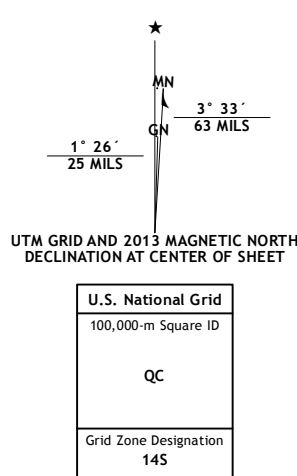 ★
MN
3° 33´
63 MILS
GN
1° 26´
25 MILS
UTM GRID AND 2013 MAGNETIC NORTH
DECLINATION AT CENTER OF SHEET
U.S. National Grid
100,000-m Square ID
QC
Grid Zone Designation
14S